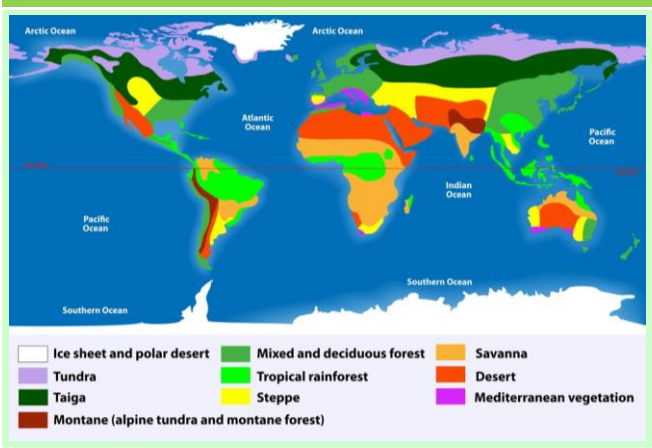 Arctic Ocean
Arctic Ocean
Atlantic
Ocean
Pacific
Ocean
Indian
Ocean
Pacific
Ocean
Southern Ocean
Southern Ocean
Ice sheet and polar desert
Mixed and deciduous forest
Savanna
Tundra
Tropical rainforest
Desert
Taiga
Steppe
Mediterranean vegetation
Montane (alpine tundra and montane forest)